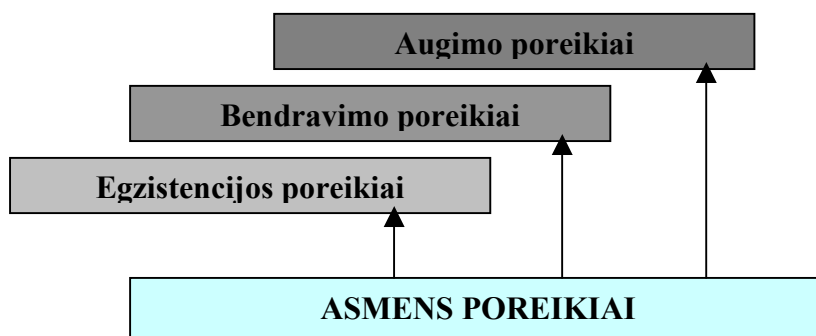 Augimo poreikiai
Bendravimo poreikiai
Egzistencijos poreikiai
ASMENS POREIKIAI